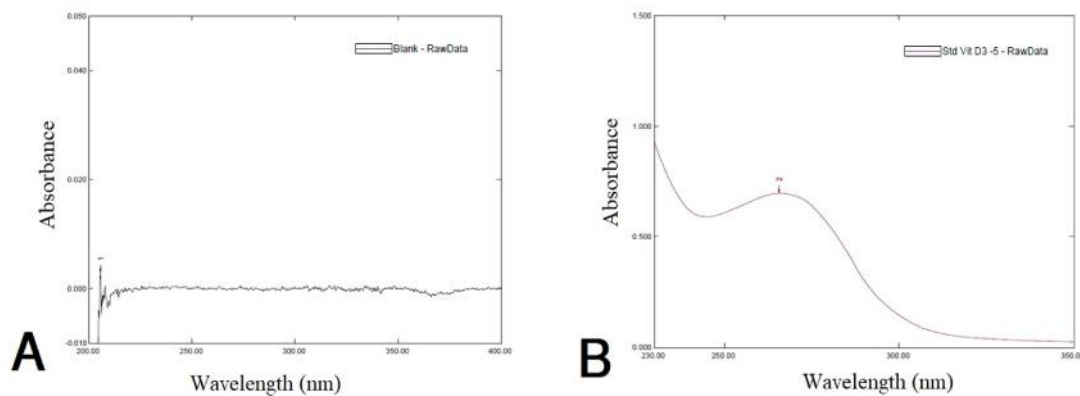 0.050
Blank - RawData
0.040
Absorbance
0.020
1
0.000
-0.010
200.00 250.00 300.00 350.00 400.00
A
Wavelength (nm)
1.500
Std Vit D3 -5 - RawData
1.000
Absorbance
2
0.500
0.000
230.00 250.00 300.00 350.0
B
Wavelength (nm)